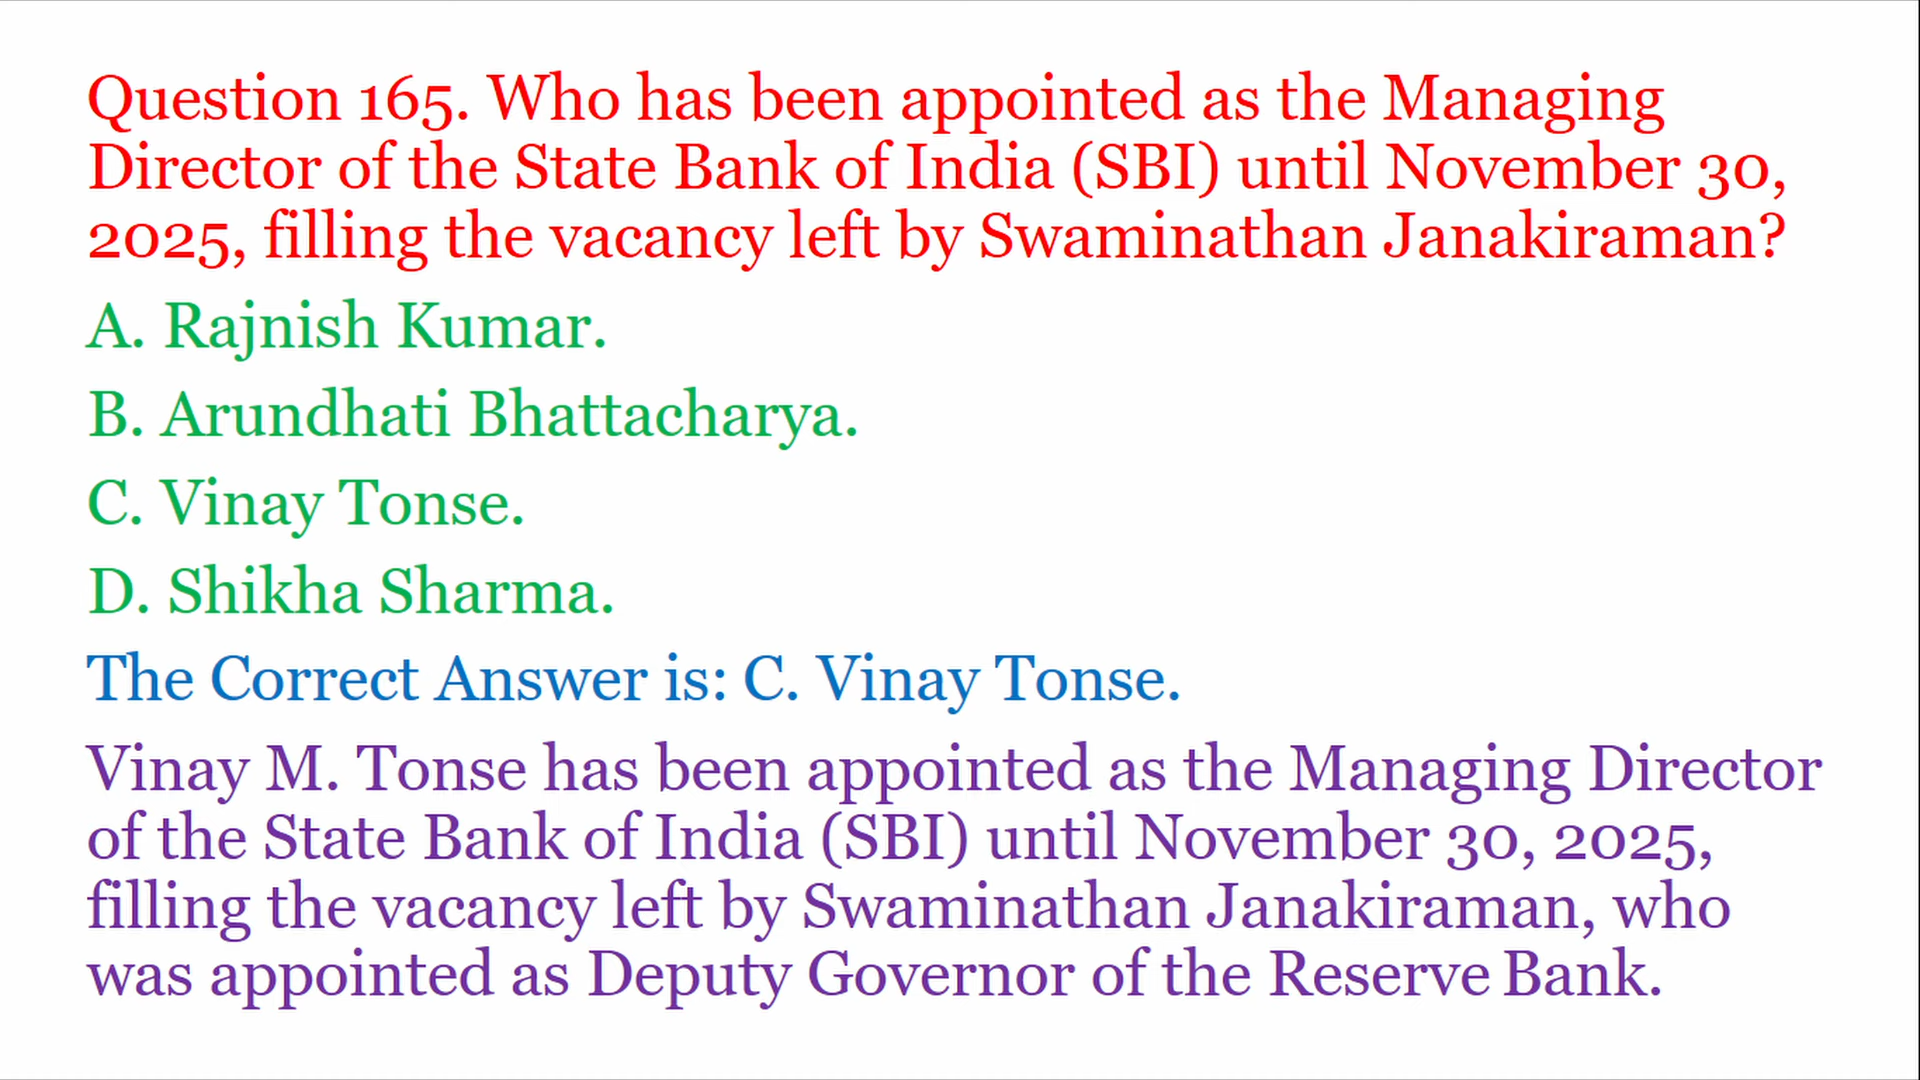 Question 165. Who has been appointed as the Managing
Director of the State Bank of India (SBI) until November 30,
2025, filling the vacancy left by Swaminathan Janakiraman?
A. Rajnish Kumar.
B. Arundhati Bhattacharya.
C. Vinay Tonse.
D. Shikha Sharma.
The Correct Answer is: C. Vinay Tonse.
Vinay M. Tonse has been appointed as the Managing Director
of the State Bank of India (SBI) until November 30, 2025,
filling the vacancy left by Swaminathan Janakiraman, who
was appointed as Deputy Governor of the Reserve Bank.